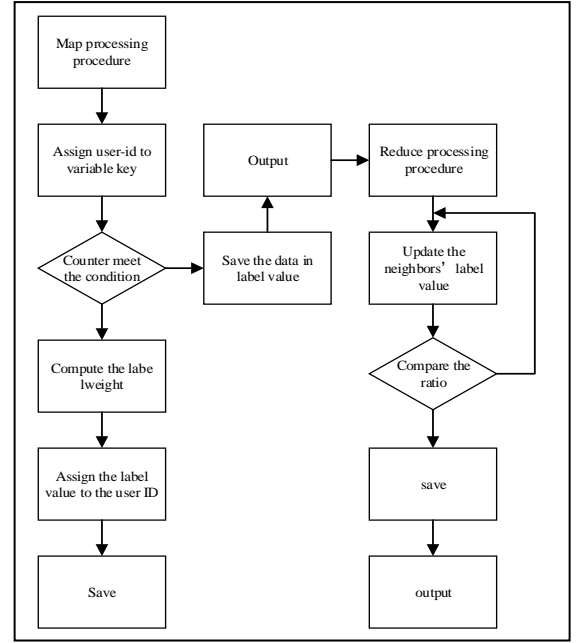 Map processing
procedure
Assign user-id to
variable key
Counter meet
the condition
Compute the labe
lweight
Assign the label
value to the user ID
Save
Output
Save the data in
label value
Reduce processing
procedure
Update the
neighbors’ label
value
Compare the
ratio
save
output